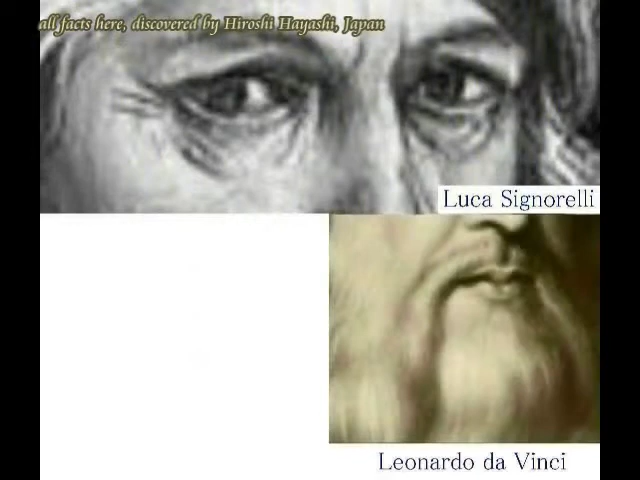 all facts here, discovered by Hiroshi Hayashi, Japan
Luca Signorelli
Leonardo da Vinci